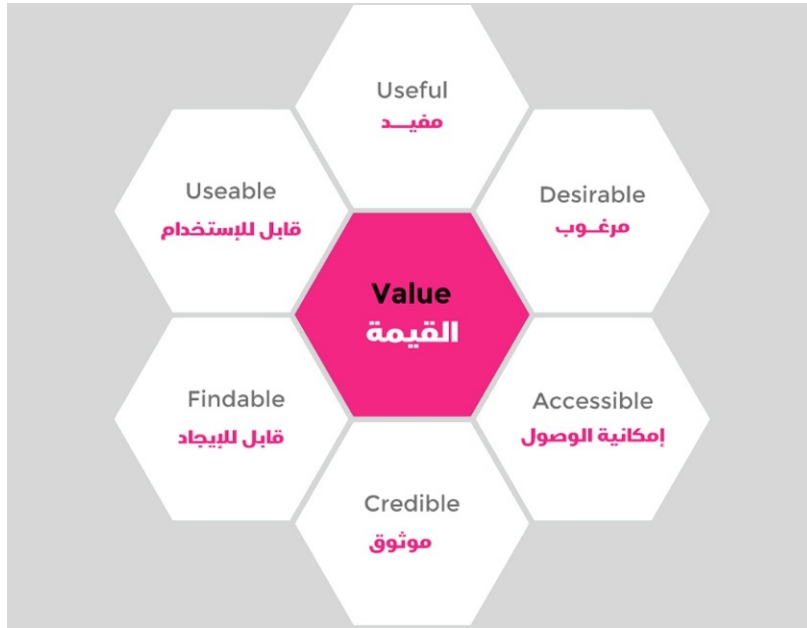 Useful
مفيـــد
Useable
قابل للإستخدام
Desirable
مرغــوب
Value
القيمة
Findable
قابل للإيجاد
Accessible
إمكانية الوصول
Credible
موثوق